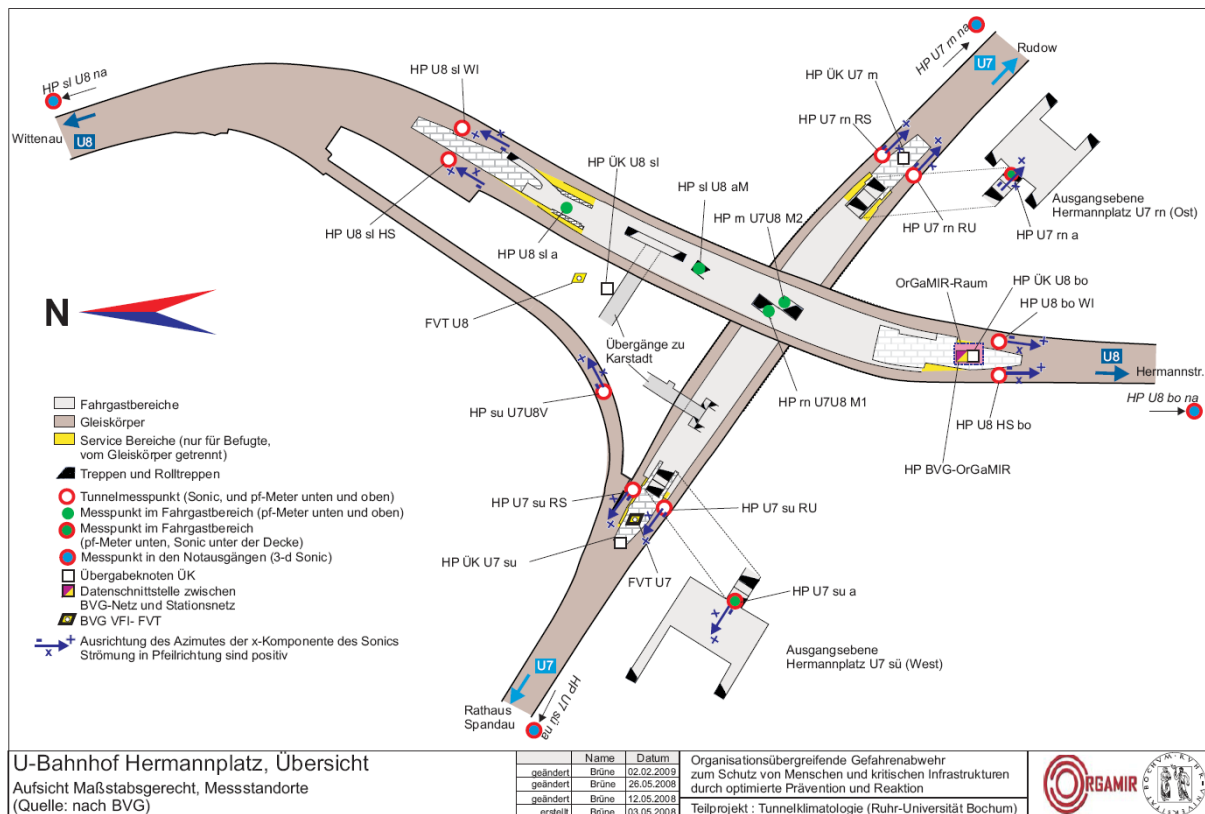 HP sl U8 na
Wittenau
U8
HP U8 sl WI
HP U8 sl HS
HP U8 sl a
HP ÜK U8 sl
HP sl U8 aM
HP m U7U8 M2
HP ÜK U7 rn
HP U7 rn RS
HP U7 rn na
U7
Rudow
Ausgangsebene
Hermannplatz U7 rn (Ost)
HP U7 rn RU
HP U7 rn a
OrGaMIR-Raum
HP ÜK U8 bo
HP U8 bo WI
U8
Hermannstr.
HP U8 bo na
HP U8 HS bo
HP BVG-OrGaMIR
HP rn U7U8 M1
N
FVT U8
Übergänge zu
Karstadt
HP su U7U8V
HP U7 su RS
HP ÜK U7 su
HP U7 su RU
FVT U7
HP U7 su a
Ausgangsebene
Hermannplatz U7 sü (West)
U7
Rathaus
Spandau
HP U7 sü na
Fahrgastbereiche
Gleiskörper
Service Bereiche (nur für Befugte,
vom Gleiskörper getrennt)
Treppen und Rolltreppen
Tunnelmesspunkt (Sonic, und pf-Meter unten und oben)
Messpunkt im Fahrgastbereich (pf-Meter unten und oben)
Messpunkt im Fahrgastbereich
(pf-Meter unten, Sonic unter der Decke)
Messpunkt in den Notausgängen (3-d Sonic)
Übergabeknoten ÜK
Datenschnittstelle zwischen
BVG-Netz und Stationsnetz
BVG VFI- FVT
- + x Ausrichtung des Azimutes der x-Komponente des Sonics
Strömung in Pfeilrichtung sind positiv
U-Bahnhof Hermannplatz, Übersicht
Aufsicht Maßstabsgerecht, Messstandorte
(Quelle: nach BVG)
Name Datum
geändert Brüne 02.02.2009
geändert Brüne 26.05.2008
geändert Brüne 12.05.2008
erstellt Brüne 03.05.2008
Organisationsübergreifende Gefahrenabwehr
zum Schutz von Menschen und kritischen Infrastrukturen
durch optimierte Prävention und Reaktion
Teilprojekt : Tunnelklimatologie (Ruhr-Universität Bochum)
ORGAMIR